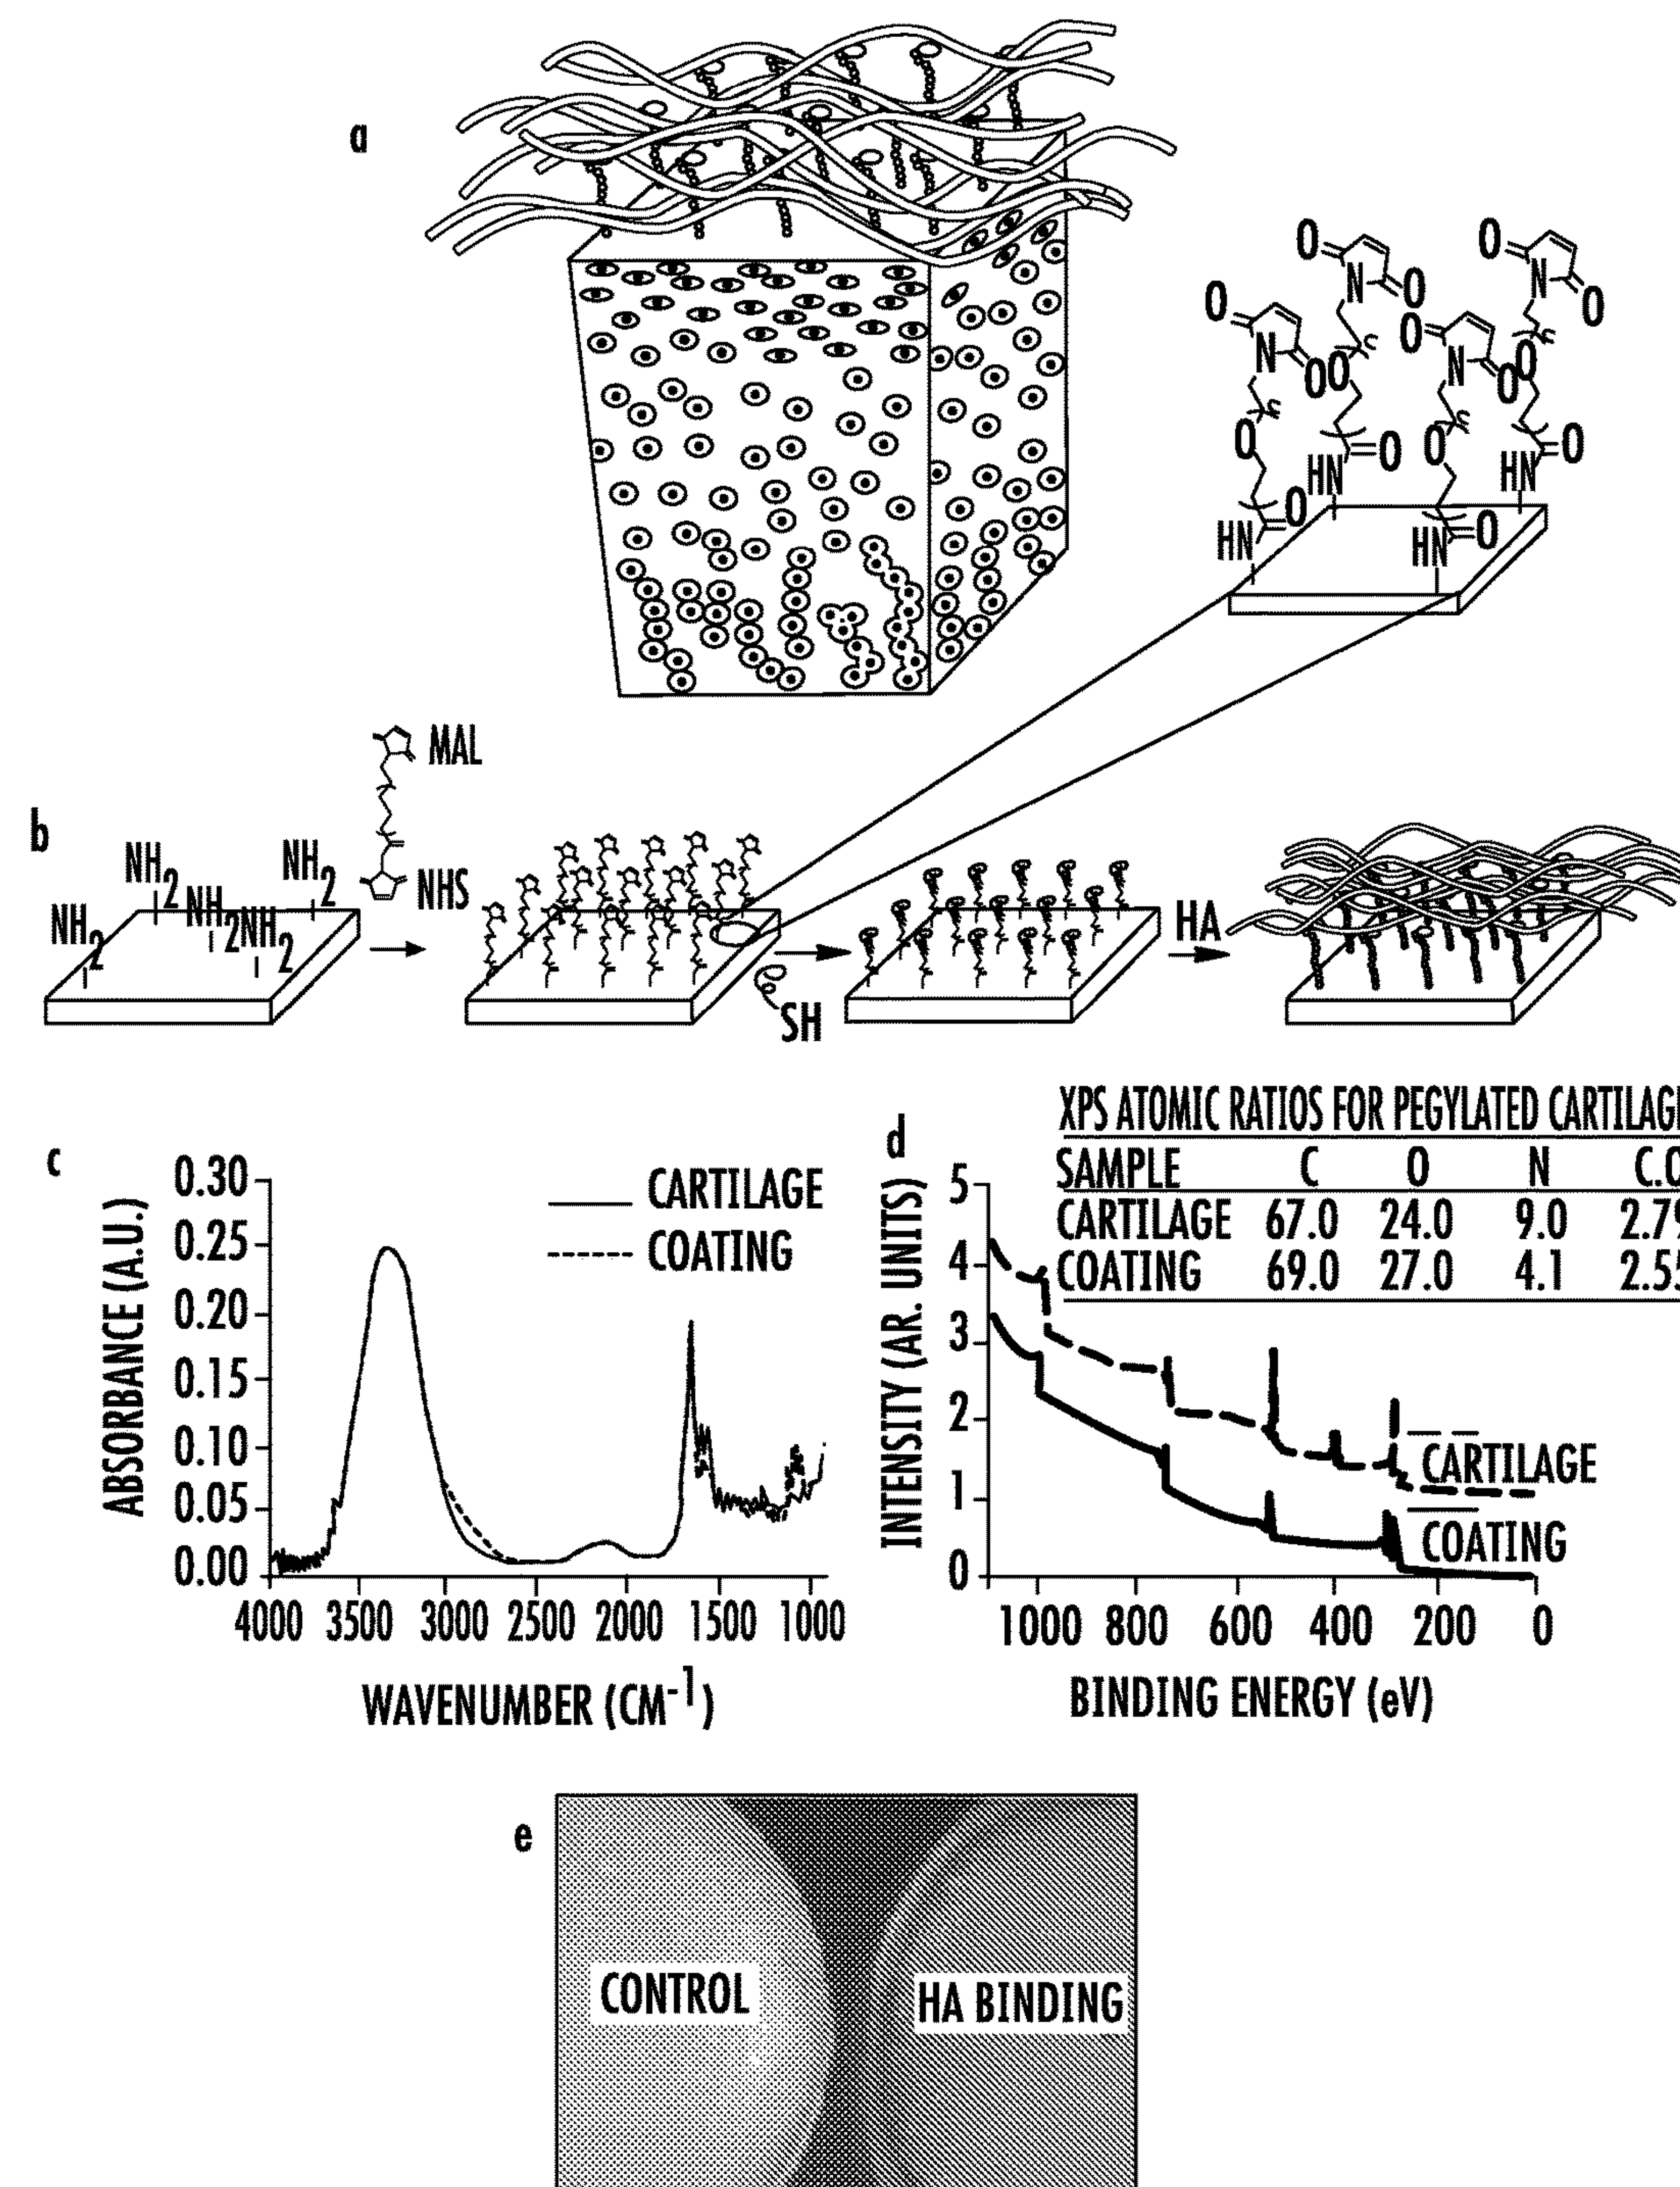 a
O
O
O
N
O
N
O
O
O
N
O
N
O
O
O
O
O
O
HN
O
HN
O
HN
O
HN
O
b
MAL
NHS
NH2
NH2
NH2
NH2
NH2
SH
HA
c
0.30
0.25
0.20
0.15
0.10
0.05
0.00
ABSORBANCE (A.U.)
CARTILAGE
COATING
4000 3500 3000 2500 2000 1500 1000
WAVENUMBER (CM-1)
d
XPS ATOMIC RATIOS FOR PEGYLATED CARTILAG
SAMPLE C O N C.O
CARTILAGE 67.0 24.0 9.0 2.79
COATING 69.0 27.0 4.1 2.55
5
4
3
2
1
0
INTENSITY (AR. UNITS)
CARTILAGE
COATING
1000 800 600 400 200 0
BINDING ENERGY (eV)
e
CONTROL
HA BINDING